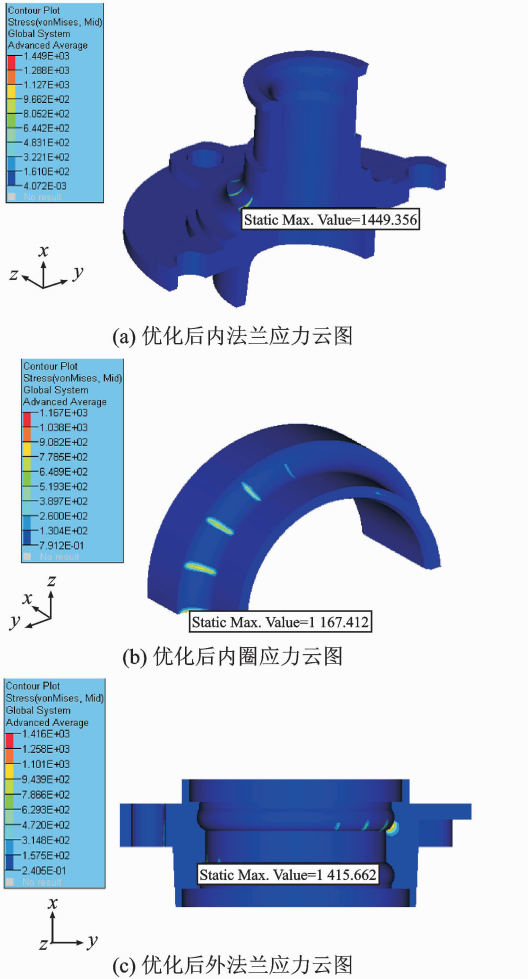 Contour Plot
Stress(vonMises, Mid)
Global System
Advanced Average
1.449E+03
1.288E+03
1.127E+03
9.662E+02
8.052E+02
6.442E+02
4.831E+02
3.221E+02
1.610E+02
4.072E-03
No result
Static Max. Value=1449.356
x
z
y
(a) 优化后内法兰应力云图
Contour Plot
Stress(vonMises, Mid)
Global System
Advanced Average
1.167E+03
1.038E+03
9.082E+02
7.785E+02
6.489E+02
5.193E+02
3.897E+02
2.600E+02
1.304E+02
7.912E-01
No result
z
x
y
Static Max. Value=1 167.412
(b) 优化后内圈应力云图
Contour Plot
Stress(vonMises, Mid)
Global System
Advanced Average
1.416E+03
1.258E+03
1.101E+03
9.439E+02
7.866E+02
6.293E+02
4.720E+02
3.148E+02
1.575E+02
2.405E-01
No result
Static Max. Value=1 415.662
x
z
y
(c) 优化后外法兰应力云图